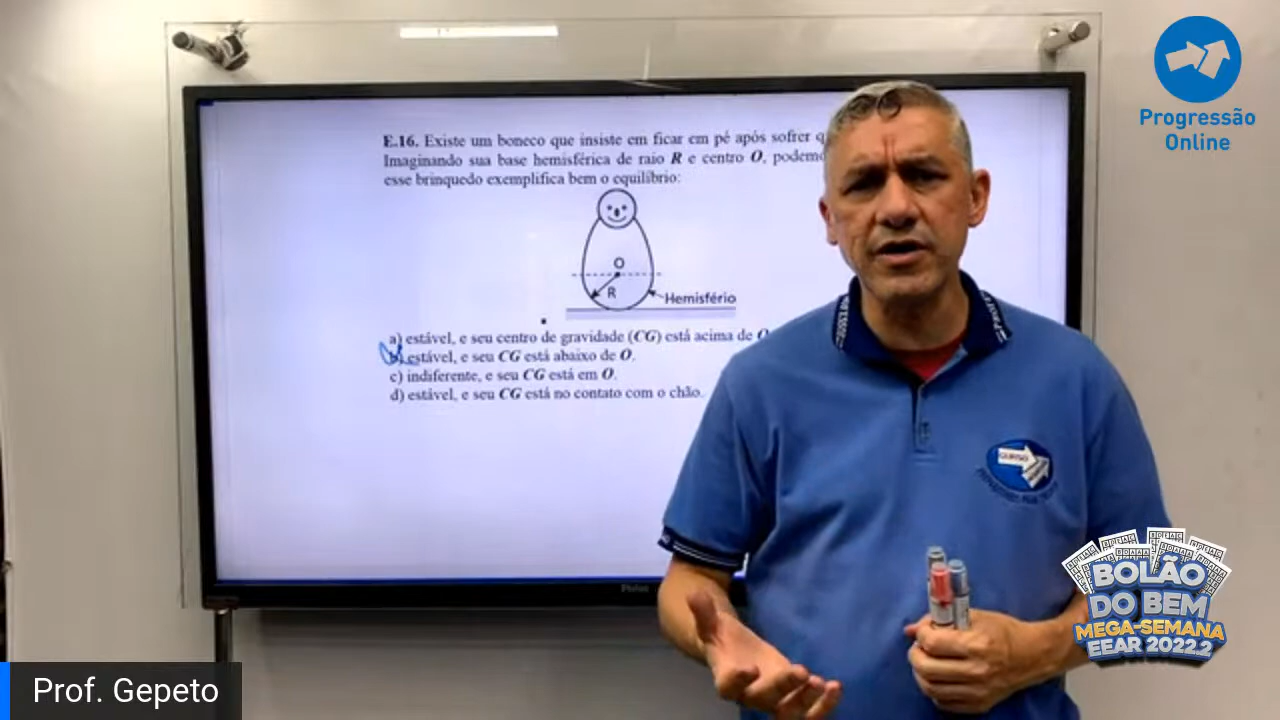 Progressão
Online
E.16. Existe um boneco que insiste em ficar em pé após sofrer q
Imaginando sua base hemisférica de raio R e centro O, podemo
esse brinquedo exemplifica bem o equilíbrio:
O
R
Hemisfério
a) estável, e seu centro de gravidade (CG) está acima de O
b) estável, e seu CG está abaixo de O.
c) indiferente, e seu CG está em O.
d) estável, e seu CG está no contato com o chão.
CURSO
Philco
BOLÃO
DO BEM
MEGA-SEMANA
EEAR 2022.2
Prof. Gepeto